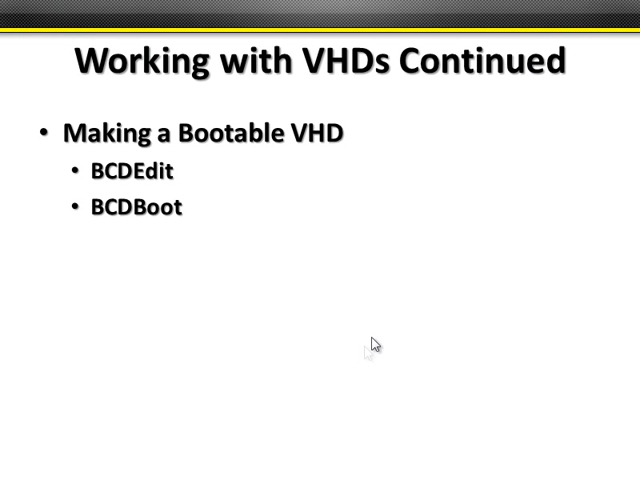 Working with VHDs Continued
• Making a Bootable VHD
• BCDEdit
• BCDBoot